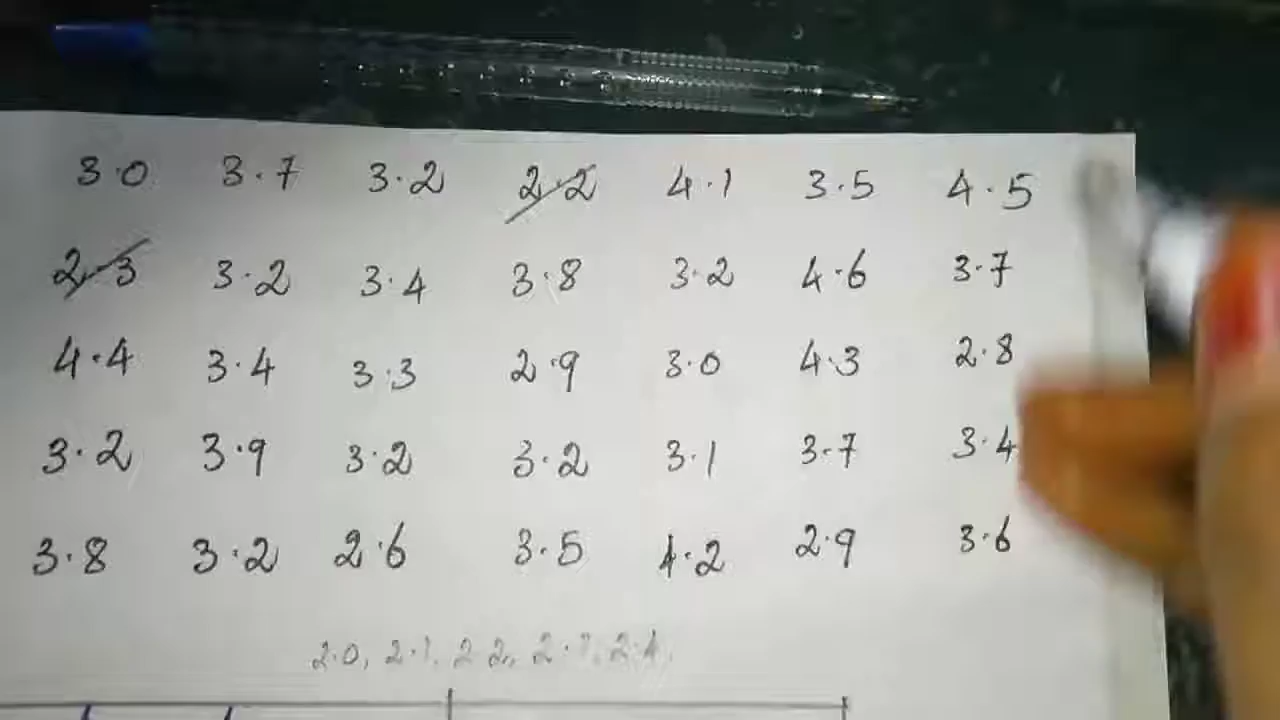 3.0 3.7 3.2 2.2 4.1 3.5 4.5
2.3 3.2 3.4 3.8 3.2 4.6 3.7
4.4 3.4 3.3 2.9 3.0 4.3 2.8
3.2 3.9 3.2 3.2 3.1 3.7 3.4
3.8 3.2 2.6 3.5 4.2 2.9 3.6
2.0, 2.1, 2.2, 2.3, 2.4,